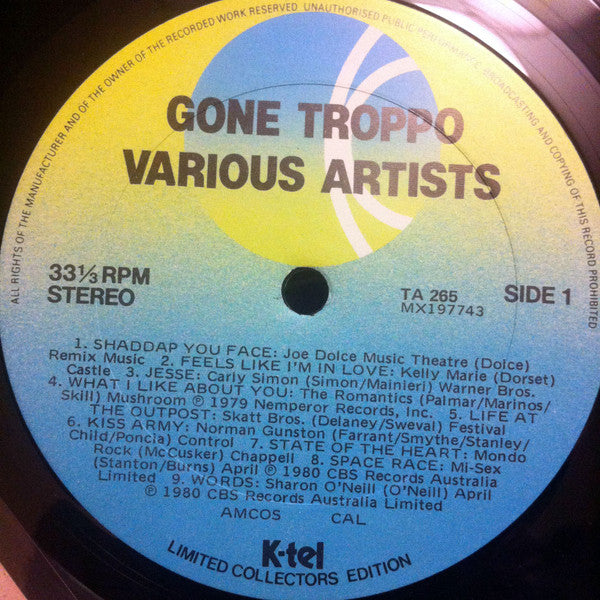 ALL RIGHTS OF THE MANUFACTURER AND OF THE OWNER OF THE RECORDED WORK RESERVED. UNAUTHORISED PUBLIC PERFORMANCE, BROADCASTING AND COPYING OF THIS RECORD PROHIBITED
GONE TROPPO
VARIOUS ARTISTS
33⅓ RPM
STEREO
TA 265
MX197743
SIDE 1
1. SHADDAP YOU FACE: Joe Dolce Music Theatre (Dolce)
Remix Music 2. FEELS LIKE I'M IN LOVE: Kelly Marie (Dorset)
Castle 3. JESSE: Carly Simon (Simon/Mainieri) Warner Bros.
4. WHAT I LIKE ABOUT YOU: The Romantics (Palmar/Marinos/
Skill) Mushroom ℗ 1979 Nemperor Records, Inc. 5. LIFE AT
THE OUTPOST: Skatt Bros. (Delaney/Sweval) Festival
6. KISS ARMY: Norman Gunston (Farrant/Smythe/Stanley/
Child/Poncia) Control 7. STATE OF THE HEART: Mondo
Rock (McCusker) Chappell 8. SPACE RACE: Mi-Sex
(Stanton/Burns) April ℗ 1980 CBS Records Australia
Limited 9. WORDS: Sharon O'Neill (O'Neill) April
℗ 1980 CBS Records Australia Limited
AMCOS CAL
K-tel
LIMITED COLLECTORS EDITION